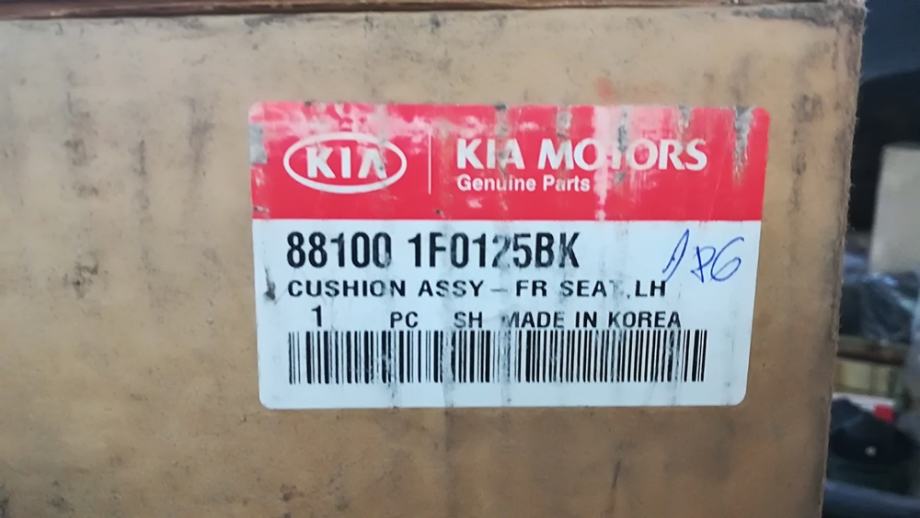 KIA
KIA MOTORS
Genuine Parts
88100 1F0125BK
CUSHION ASSY-FR SEAT,LH
1 PC SH MADE IN KOREA